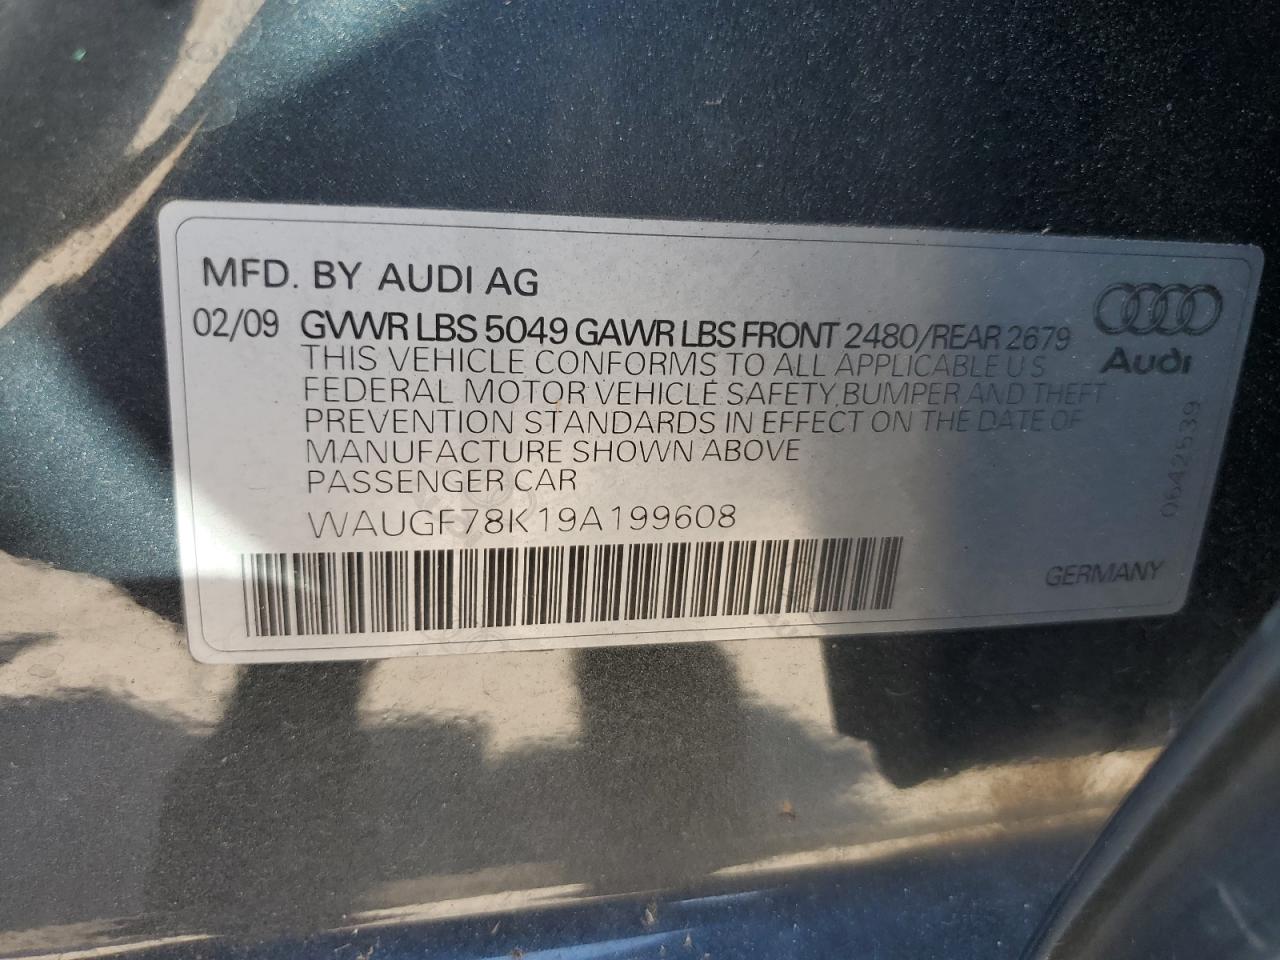 MFD. BY AUDI AG
02/09 GVWR LBS 5049 GAWR LBS FRONT 2480/REAR 2679
THIS VEHICLE CONFORMS TO ALL APPLICABLE U S
FEDERAL MOTOR VEHICLE SAFETY, BUMPER AND THEFT
PREVENTION STANDARDS IN EFFECT ON THE DATE OF
MANUFACTURE SHOWN ABOVE
PASSENGER CAR
WAUGF78K19A199608
Audi
0642539
GERMANY